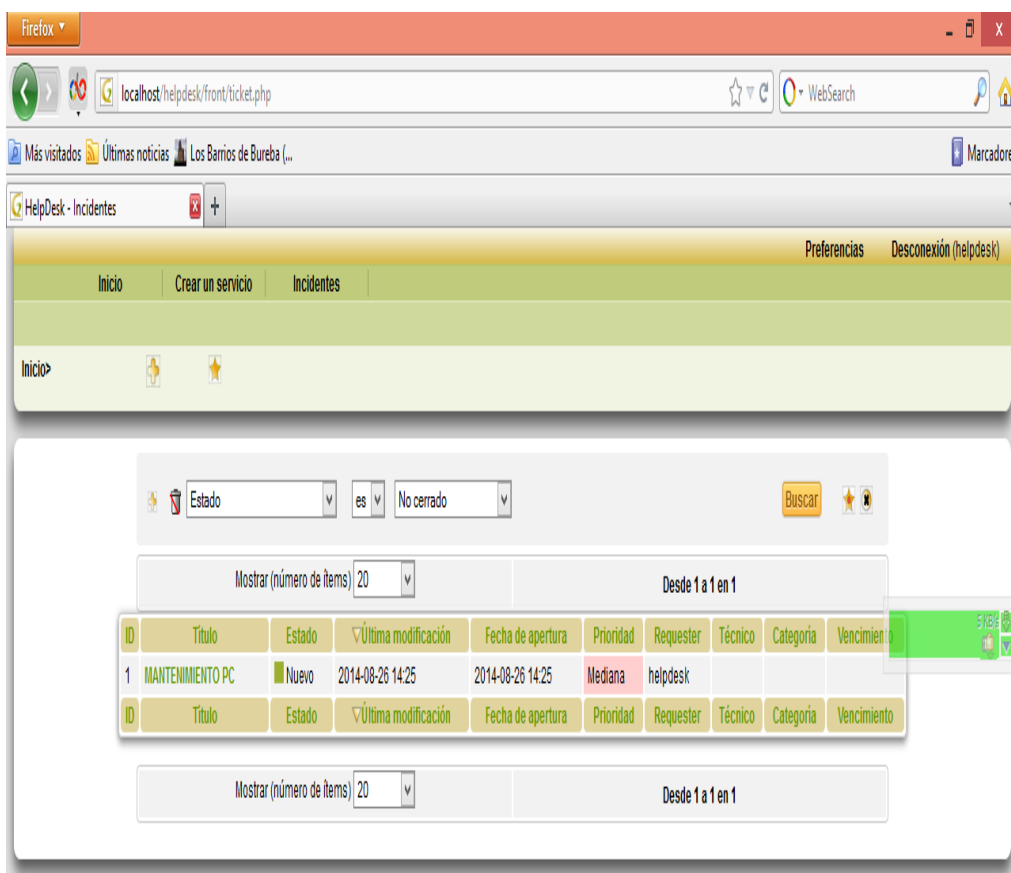 Firefox
localhost/helpdesk/front/ticket.php
WebSearch
Más visitados Últimas noticias Los Barrios de Bureba (...
Marcadore
HelpDesk - Incidentes
Preferencias Desconexión (helpdesk)
Inicio Crear un servicio Incidentes
Inicio>
Estado es No cerrado Buscar
Mostrar (número de ítems) 20 Desde 1 a 1 en 1
ID Título Estado Última modificación Fecha de apertura Prioridad Requester Técnico Categoría Vencimiento
5 KB/s
1 MANTENIMIENTO PC Nuevo 2014-08-26 14:25 2014-08-26 14:25 Mediana helpdesk
ID Título Estado Última modificación Fecha de apertura Prioridad Requester Técnico Categoría Vencimiento
Mostrar (número de ítems) 20 Desde 1 a 1 en 1